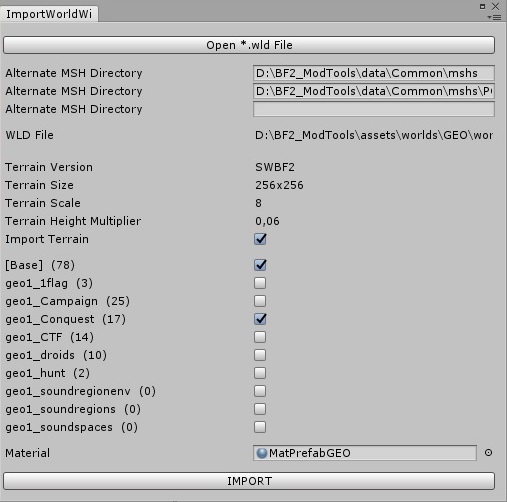 ImportWorldWi
Open *.wld File
Alternate MSH Directory D:\BF2_ModTools\data\Common\mshs
Alternate MSH Directory D:\BF2_ModTools\data\Common\mshs\P
Alternate MSH Directory
WLD File D:\BF2_ModTools\assets\worlds\GEO\wor
Terrain Version SWBF2
Terrain Size 256x256
Terrain Scale 8
Terrain Height Multiplier 0,06
Import Terrain
[Base] (78)
geo1_1flag (3)
geo1_Campaign (25)
geo1_Conquest (17)
geo1_CTF (14)
geo1_droids (10)
geo1_hunt (2)
geo1_soundregionenv (0)
geo1_soundregions (0)
geo1_soundspaces (0)
Material MatPrefabGEO
IMPORT